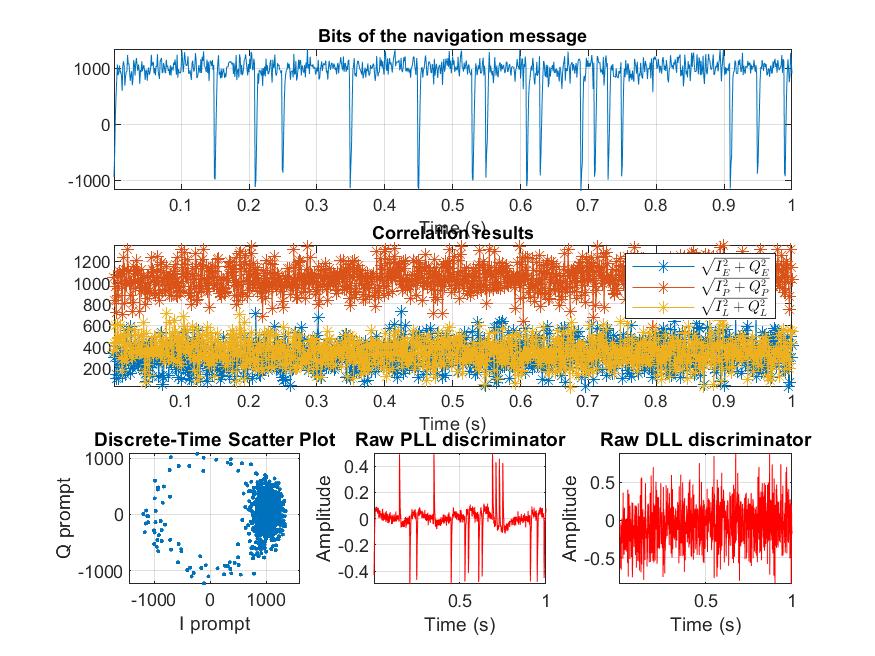 Bits of the navigation message
1000
0
-1000
0.1 0.2 0.3 0.4 0.5 0.6 0.7 0.8 0.9 1
Time (s)
Correlation results
1200
1000
800
600
400
200
√I_E^2 + Q_E^2
√I_P^2 + Q_P^2
√I_L^2 + Q_L^2
0.1 0.2 0.3 0.4 0.5 0.6 0.7 0.8 0.9 1
Time (s)
Discrete-Time Scatter Plot
Q prompt
1000
0
-1000
-1000 0 1000
I prompt
Raw PLL discriminator
Amplitude
0.4
0.2
0
-0.2
-0.4
0.5 1
Time (s)
Raw DLL discriminator
Amplitude
0.5
0
-0.5
0.5 1
Time (s)